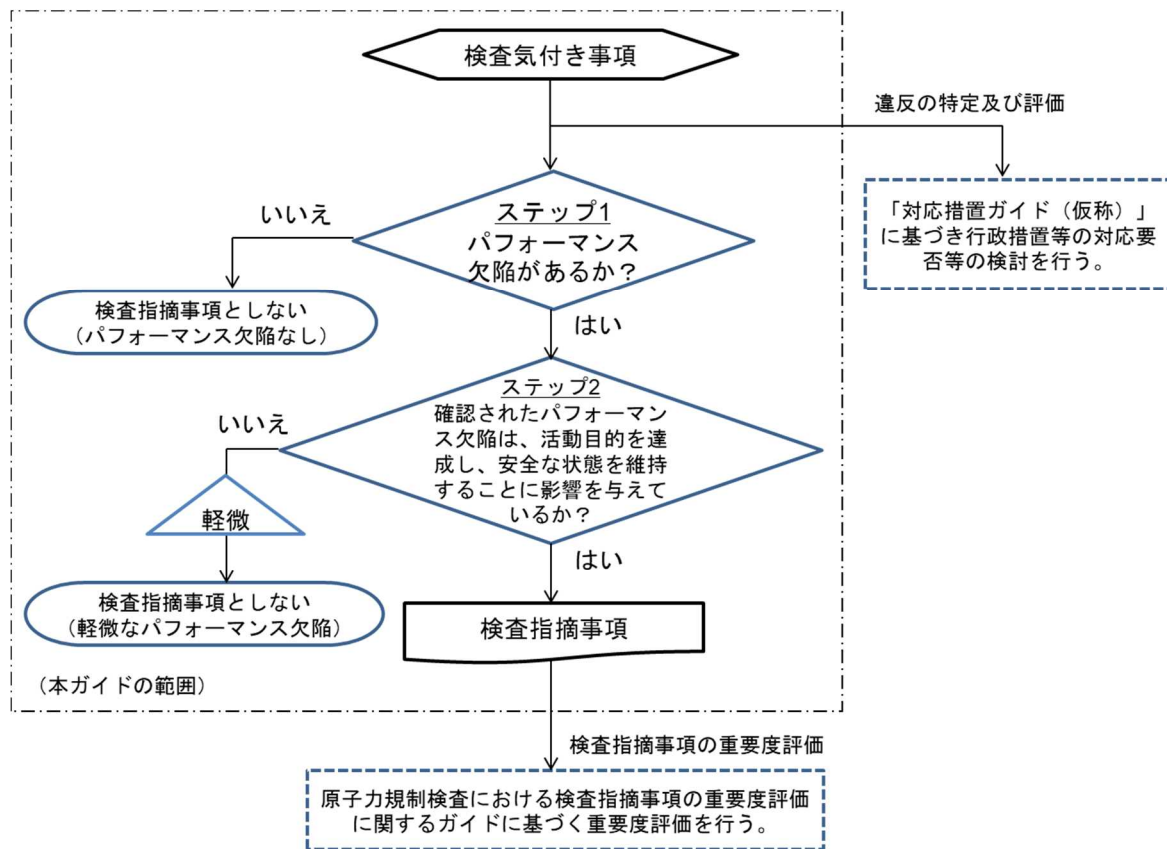 検査気付き事項
違反の特定及び評価
「対応措置ガイド（仮称）」
に基づき行政措置等の対応要
否等の検討を行う。
ステップ1
パフォーマンス
欠陥があるか？
いいえ
検査指摘事項としない
（パフォーマンス欠陥なし）
はい
ステップ2
確認されたパフォーマン
ス欠陥は、活動目的を達
成し、安全な状態を維持
することに影響を与えて
いるか？
いいえ
軽微
検査指摘事項としない
（軽微なパフォーマンス欠陥）
はい
検査指摘事項
（本ガイドの範囲）
検査指摘事項の重要度評価
原子力規制検査における検査指摘事項の重要度評価
に関するガイドに基づく重要度評価を行う。